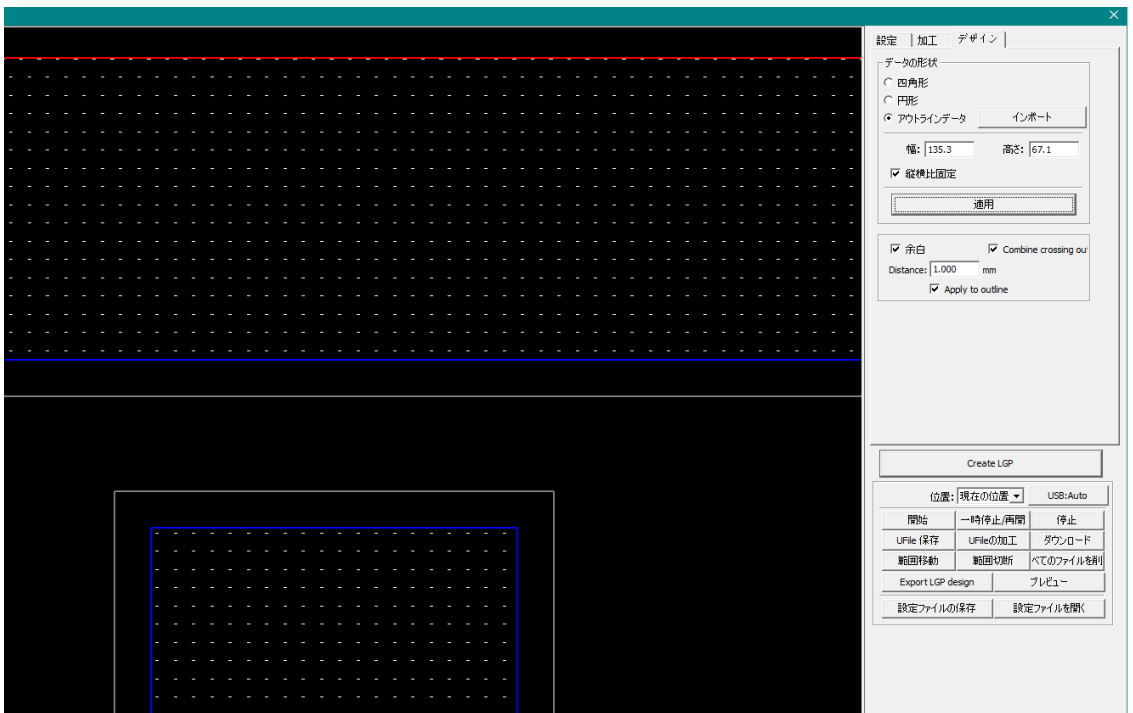 設定 加工 デザイン
データの形状
四角形
円形
アウトラインデータ インポート
幅: 135.3 高さ: 67.1
縦横比固定
適用
余白 Combine crossing ou
Distance: 1.000 mm
Apply to outline
Create LGP
位置: 現在の位置 USB:Auto
開始 一時停止/再開 停止
UFile 保存 UFileの加工 ダウンロード
範囲移動 範囲切断 べてのファイルを削
Export LGP design プレビュー
設定ファイルの保存 設定ファイルを開く